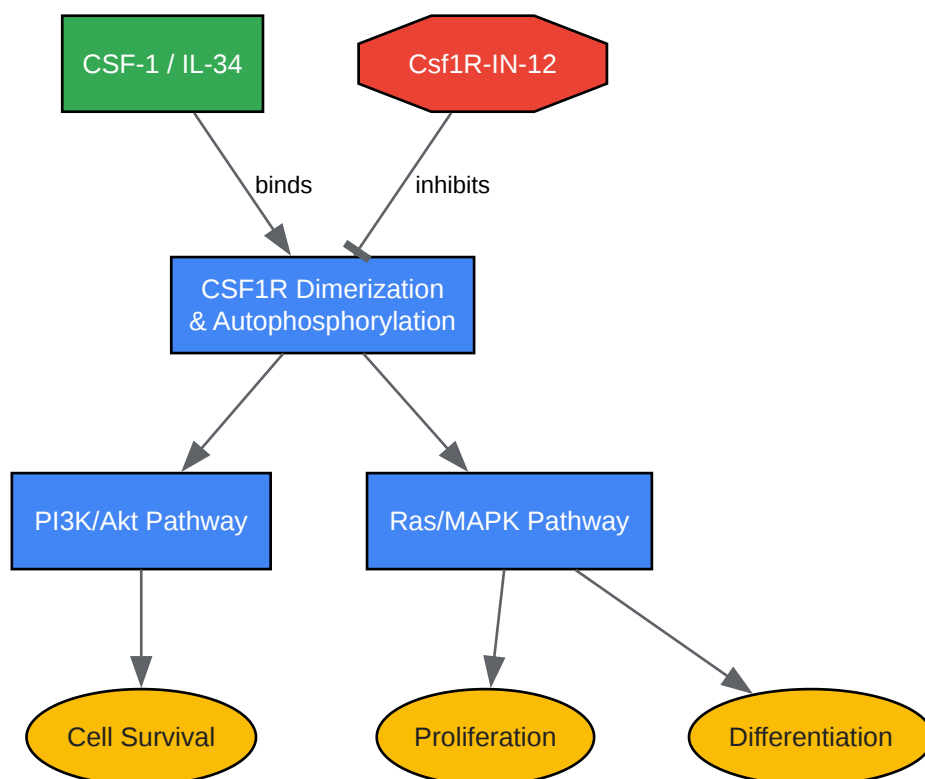 CSF-1 / IL-34
Csf1R-IN-12
binds
inhibits
CSF1R Dimerization
& Autophosphorylation
PI3K/Akt Pathway
Ras/MAPK Pathway
Cell Survival
Proliferation
Differentiation